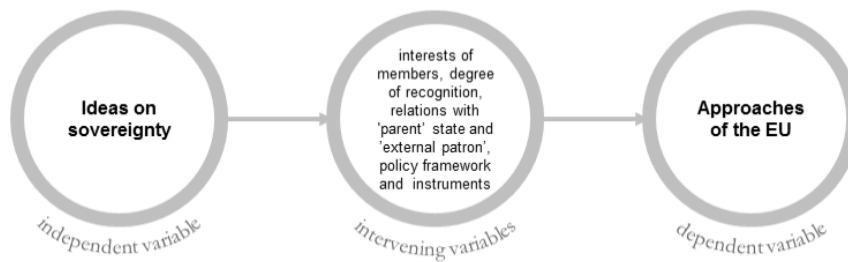 Ideas on
sovereignty
independent variable
interests of
members, degree
of recognition,
relations with
'parent' state and
'external patron',
policy framework
and instruments
intervening variables
Approaches
of the EU
dependent variable